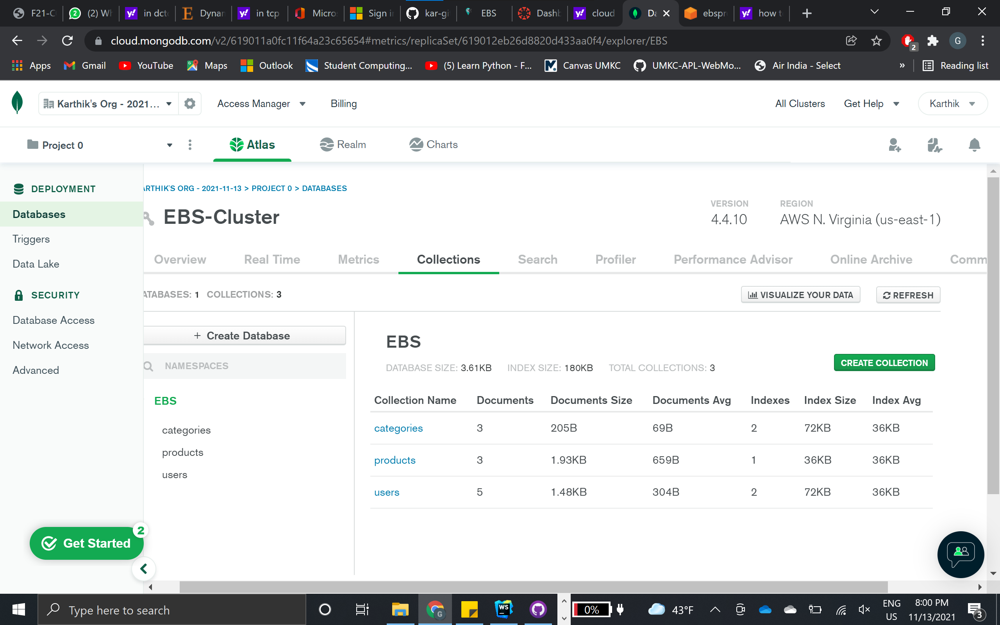 F21-C
2
(2) Wh
in dct
Dynan
in tcp
Micro
Sign i
kar-gi
EBS
Dashb
cloud
Da
ebspr
how t
cloud.mongodb.com/v2/619011a0fc11f64a23c65654#metrics/replicaSet/619012eb26d8820d433aa0f4/explorer/EBS
2
G
Apps
Gmail
YouTube
Maps
Outlook
Student Computing...
(5) Learn Python - F...
Canvas UMKC
UMKC-APL-WebMo...
Air India - Select
»
Reading list
Karthik's Org - 2021...
Access Manager
Billing
All Clusters
Get Help
Karthik
Project 0
Atlas
Realm
Charts
DEPLOYMENT
Databases
Triggers
Data Lake
SECURITY
Database Access
Network Access
Advanced
Get Started
2
ARTHIK'S ORG - 2021-11-13 > PROJECT 0 > DATABASES
EBS-Cluster
VERSION
4.4.10
REGION
AWS N. Virginia (us-east-1)
Overview
Real Time
Metrics
Collections
Search
Profiler
Performance Advisor
Online Archive
Comm
ATABASES: 1 COLLECTIONS: 3
VISUALIZE YOUR DATA
REFRESH
+ Create Database
NAMESPACES
EBS
categories
products
users
EBS
DATABASE SIZE: 3.61KB INDEX SIZE: 180KB TOTAL COLLECTIONS: 3
CREATE COLLECTION
Collection Name Documents Documents Size Documents Avg Indexes Index Size Index Avg
categories 3 205B 69B 2 72KB 36KB
products 3 1.93KB 659B 1 36KB 36KB
users 5 1.48KB 304B 2 72KB 36KB
Type here to search
G
WS
0%
43°F
ENG
US
8:00 PM
11/13/2021
3